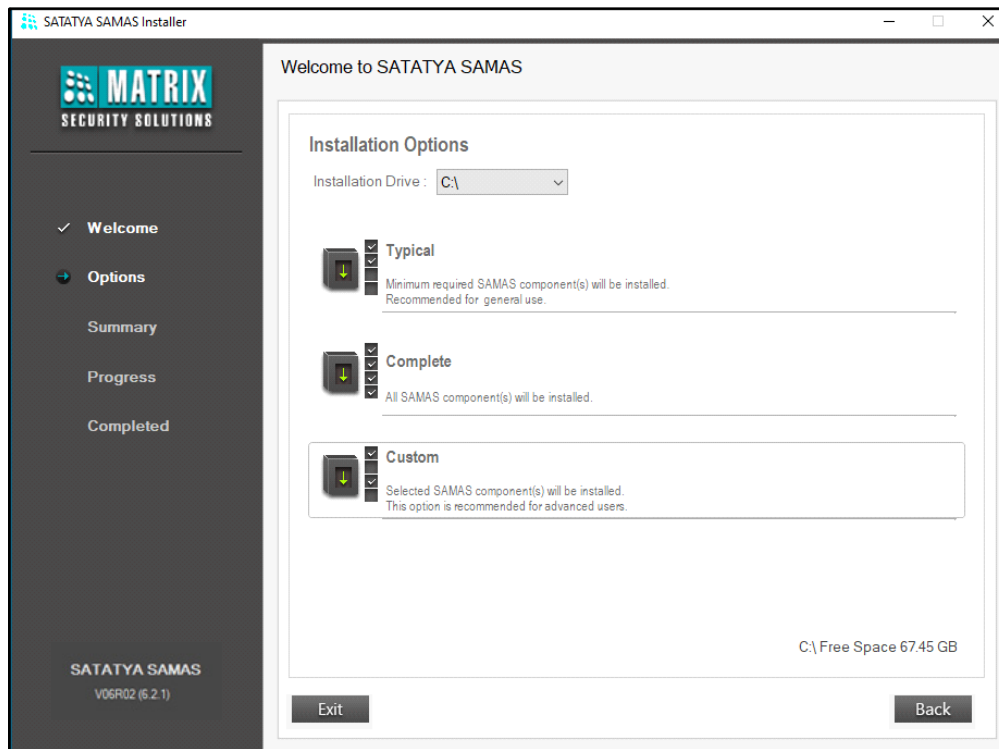 SATATYA SAMAS Installer
MATRIX
SECURITY SOLUTIONS
Welcome
Options
Summary
Progress
Completed
SATATYA SAMAS
V06R02 (6.2.1)
Welcome to SATATYA SAMAS
Installation Options
Installation Drive : C:\
Typical
Minimum required SAMAS component(s) will be installed.
Recommended for general use.
Complete
All SAMAS component(s) will be installed.
Custom
Selected SAMAS component(s) will be installed.
This option is recommended for advanced users.
C:\ Free Space 67.45 GB
Exit
Back